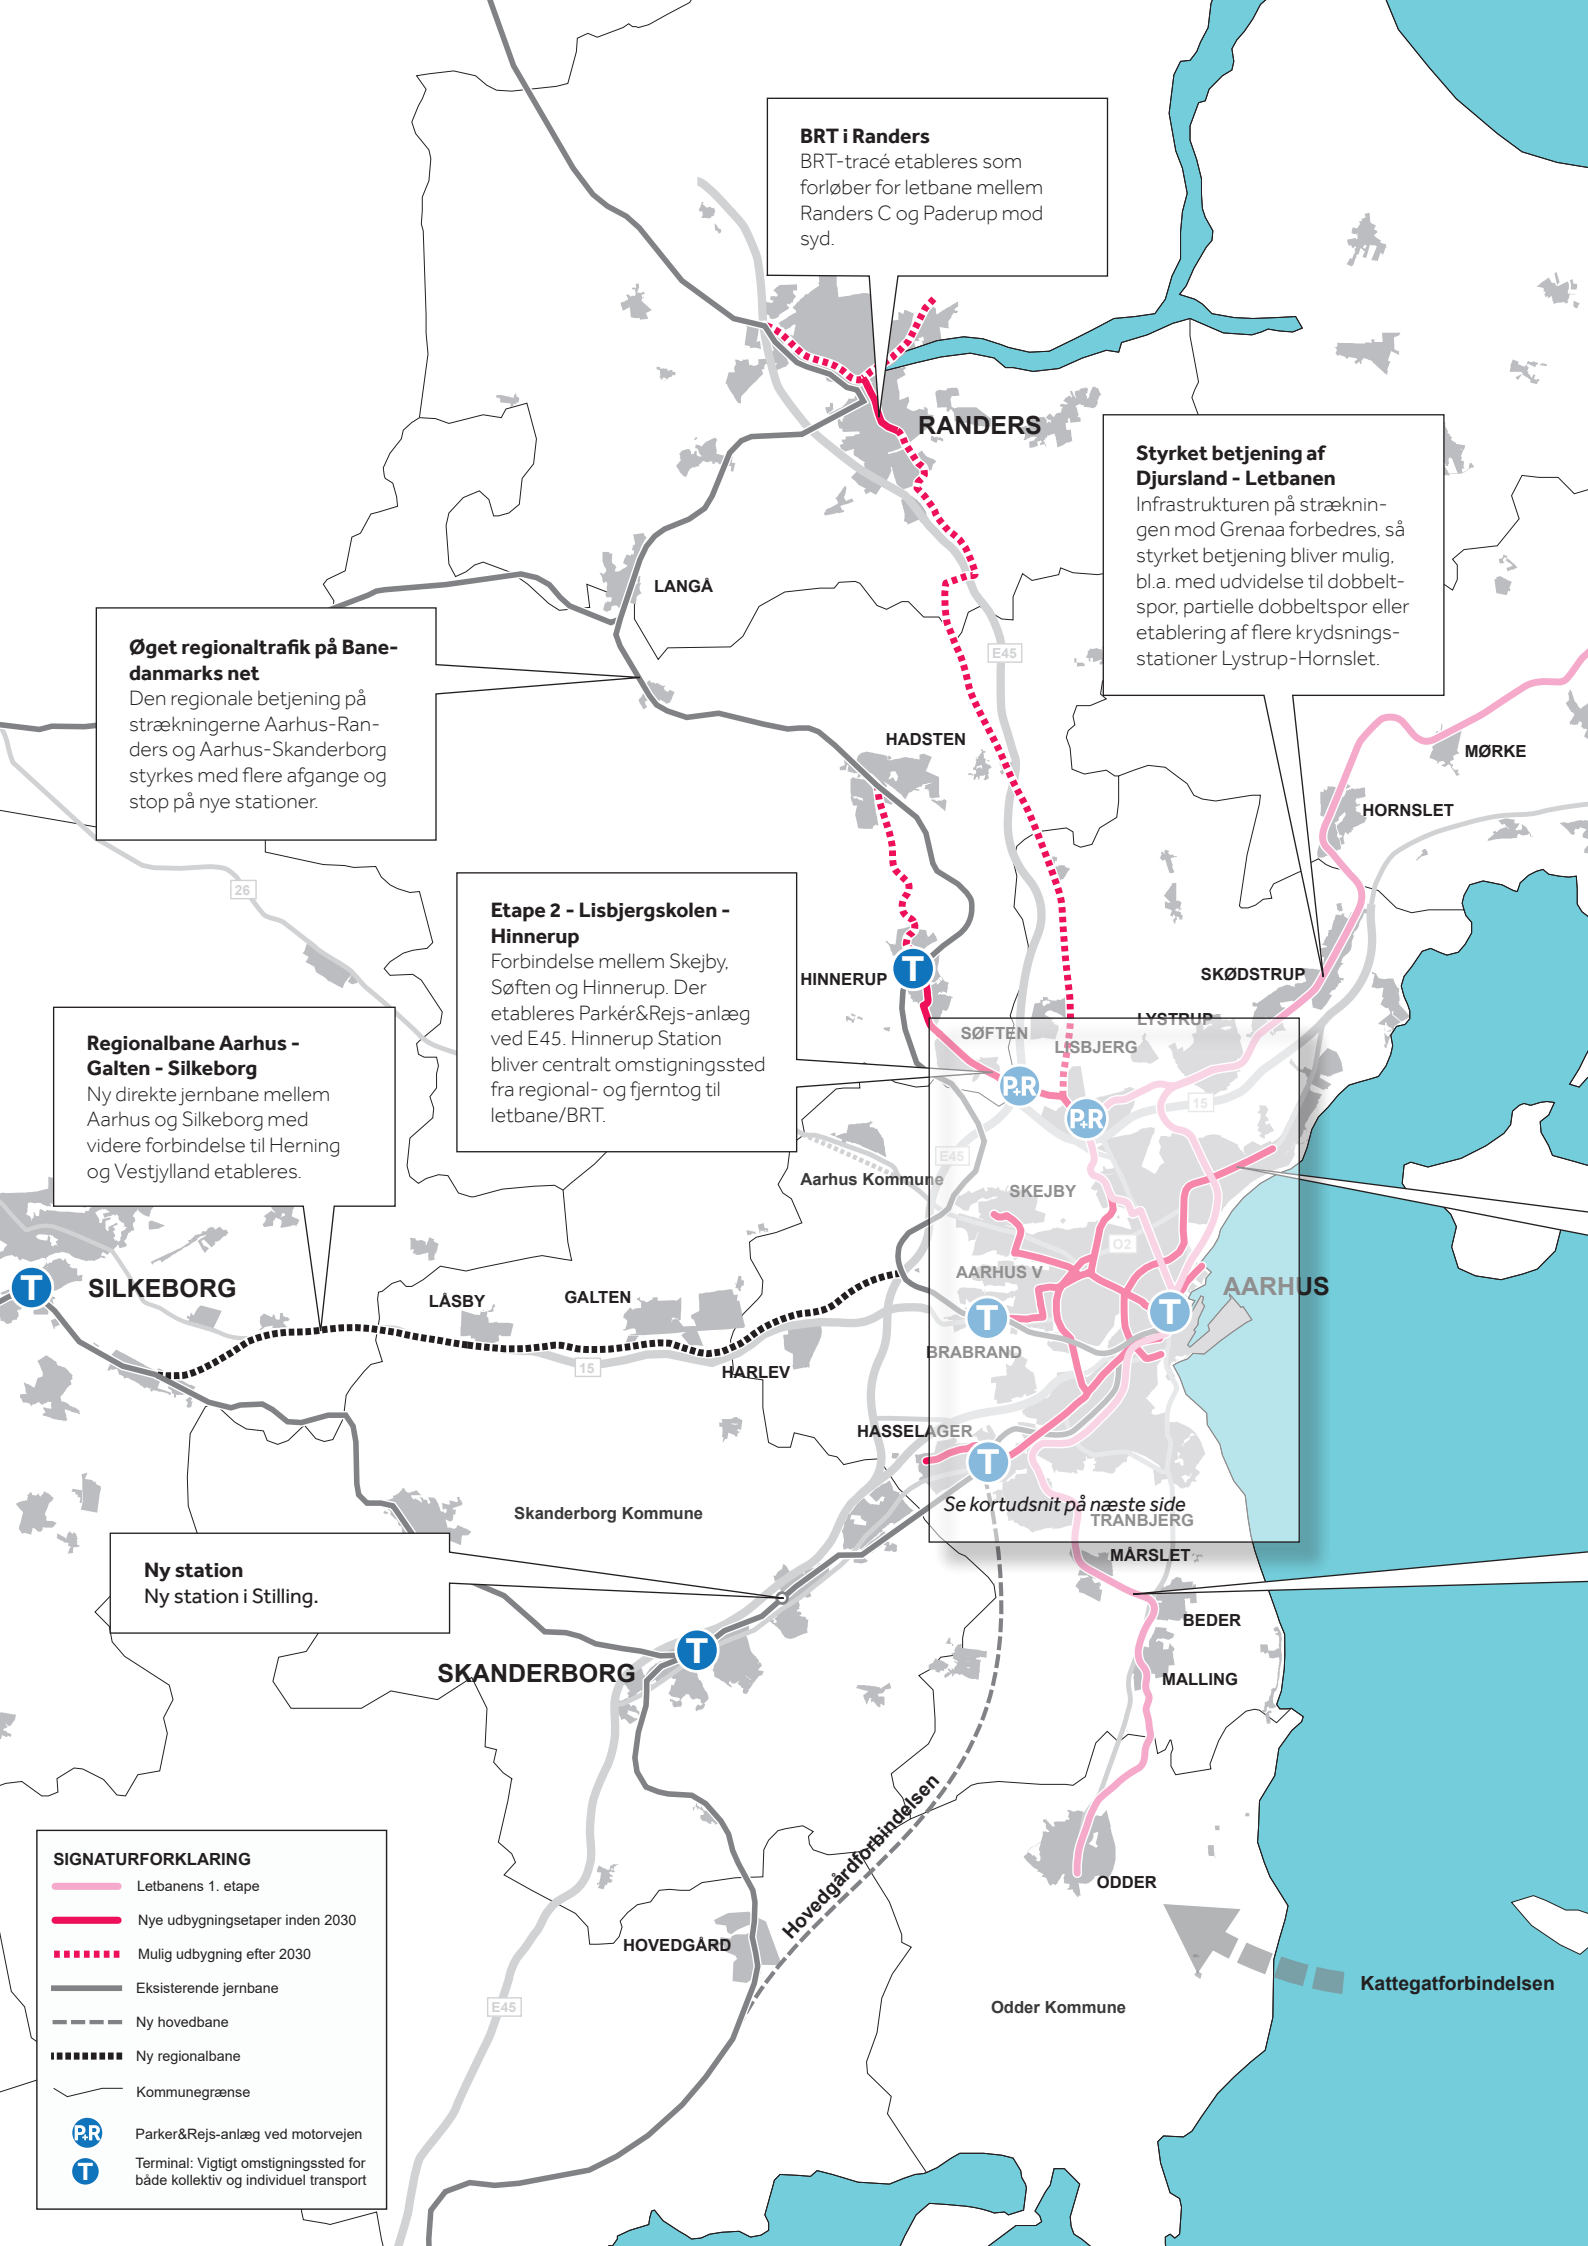 BRT i Randers
BRT-tracé etableres som
forløber for letbane mellem
Randers C og Paderup mod
syd.
RANDERS
Styrket betjening af
Djursland - Letbanen
Infrastrukturen på stræknin-
gen mod Grenaa forbedres, så
styrket betjening bliver mulig,
bl.a. med udvidelse til dobbelt-
spor, partielle dobbeltspor eller
etablering af flere krydsnings-
stationer Lystrup-Hornslet.
LANGÅ
Øget regionaltrafik på Bane-
danmarks net
Den regionale betjening på
strækningerne Aarhus-Ran-
ders og Aarhus-Skanderborg
styrkes med flere afgange og
stop på nye stationer.
E45
HADSTEN
MØRKE
HORNSLET
26
Etape 2 - Lisbjergskolen -
Hinnerup
Forbindelse mellem Skejby,
Søften og Hinnerup. Der
etableres Parkér&Rejs-anlæg
ved E45. Hinnerup Station
bliver centralt omstigningssted
fra regional- og fjerntog til
letbane/BRT.
T
HINNERUP
SKØDSTRUP
LYSTRUP
SØFTEN
LISBJERG
Regionalbane Aarhus -
Galten - Silkeborg
Ny direkte jernbane mellem
Aarhus og Silkeborg med
videre forbindelse til Herning
og Vestjylland etableres.
P+R
P+R
15
E45
Aarhus Kommune
SKEJBY
O2
AARHUS V
AARHUS
T
SILKEBORG
LÅSBY
GALTEN
T
T
BRABRAND
15
HARLEV
HASSELAGER
T
Se kortudsnit på næste side
Skanderborg Kommune
TRANBJERG
MÅRSLET
Ny station
Ny station i Stilling.
BEDER
T
SKANDERBORG
MALLING
Hovedgårdforbindelsen
ODDER
HOVEDGÅRD
Kattegatforbindelsen
E45
Odder Kommune
SIGNATURFORKLARING
Letbanens 1. etape
Nye udbygningsetaper inden 2030
Mulig udbygning efter 2030
Eksisterende jernbane
Ny hovedbane
Ny regionalbane
Kommunegrænse
P+R
Parker&Rejs-anlæg ved motorvejen
T
Terminal: Vigtigt omstigningssted for
både kollektiv og individuel transport